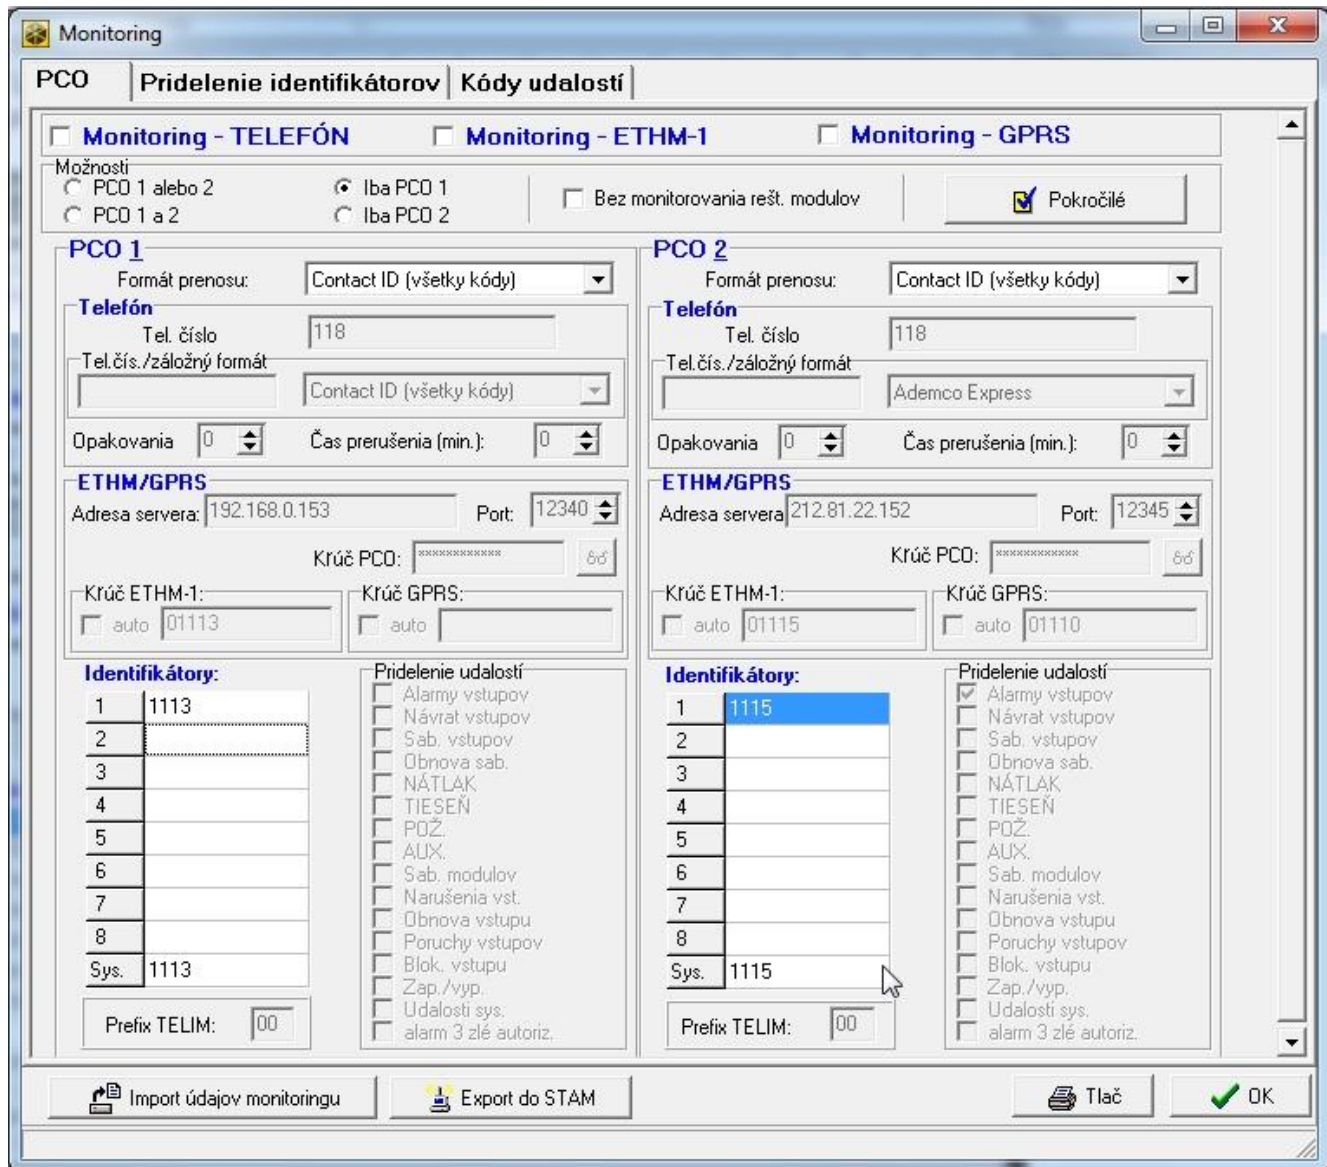 Monitoring
PCO Pridelenie identifikátorov Kódy udalostí
Monitoring - TELEFÓN Monitoring - ETHM-1 Monitoring - GPRS
Možnosti
PCO 1 alebo 2 Iba PCO 1 Bez monitorovania rešt. modulov Pokročilé
PCO 1 a 2 Iba PCO 2
PCO 1
Formát prenosu: Contact ID (všetky kódy)
Telefón
Tel. číslo 118
Tel.čís./záložný formát
Contact ID (všetky kódy)
Opakovania 0 Čas prerušenia (min.): 0
ETHM/GPRS
Adresa servera: 192.168.0.153 Port: 12340
Kľúč PCO: ************
Kľúč ETHM-1: Kľúč GPRS:
auto 01113 auto
Identifikátory:
1 1113
2
3
4
5
6
7
8
Sys. 1113
Prefix TELIM: 00
Pridelenie udalostí
Alarmy vstupov
Návrat vstupov
Sab. vstupov
Obnova sab.
NÁTLAK
TIESEŇ
POŽ.
AUX.
Sab. modulov
Narušenia vst.
Obnova vstupu
Poruchy vstupov
Blok. vstupu
Zap./vyp.
Udalosti sys.
alarm 3 zlé autoriz.
PCO 2
Formát prenosu: Contact ID (všetky kódy)
Telefón
Tel. číslo 118
Tel.čís./záložný formát
Ademco Express
Opakovania 0 Čas prerušenia (min.): 0
ETHM/GPRS
Adresa servera 212.81.22.152 Port: 12345
Kľúč PCO: ************
Kľúč ETHM-1: Kľúč GPRS:
auto 01115 auto 01110
Identifikátory:
1 1115
2
3
4
5
6
7
8
Sys. 1115
Prefix TELIM: 00
Pridelenie udalostí
Alarmy vstupov
Návrat vstupov
Sab. vstupov
Obnova sab.
NÁTLAK
TIESEŇ
POŽ.
AUX.
Sab. modulov
Narušenia vst.
Obnova vstupu
Poruchy vstupov
Blok. vstupu
Zap./vyp.
Udalosti sys.
alarm 3 zlé autoriz.
Import údajov monitoringu Export do STAM Tlač OK